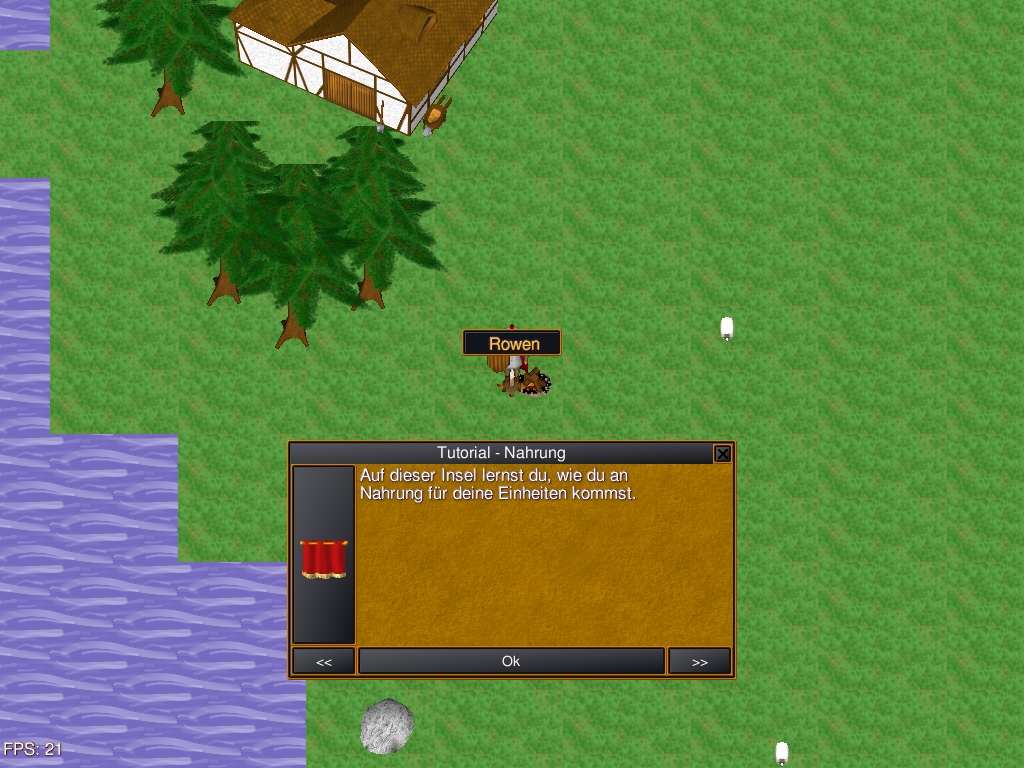 Rowen
Tutorial - Nahrung
Auf dieser Insel lernst du, wie du an
Nahrung für deine Einheiten kommst.
<< Ok >>
FPS: 21